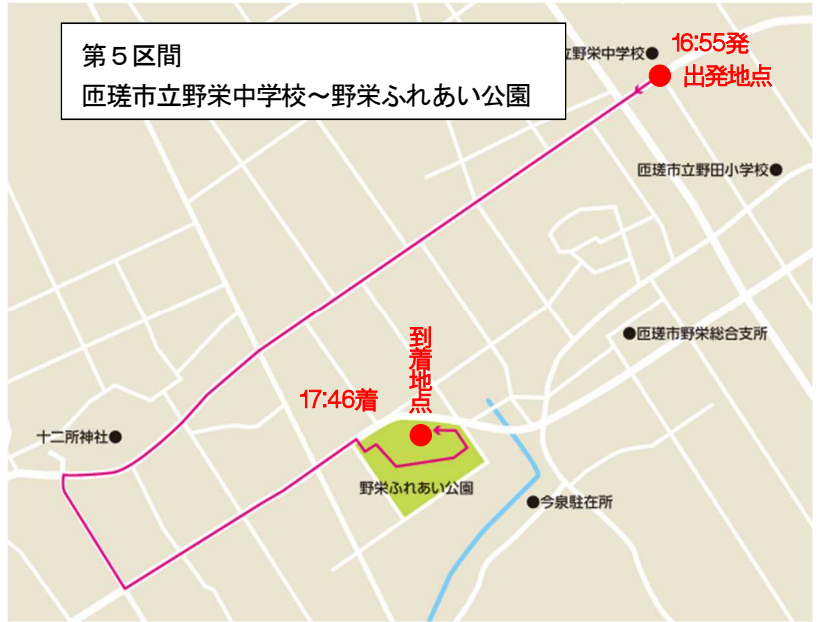 第５区間
匝瑳市立野栄中学校～野栄ふれあい公園
立野栄中学校
16:55発
出発地点
匝瑳市立野田小学校
匝瑳市野栄総合支所
到着地点
17:46着
十二所神社
野栄ふれあい公園
今泉駐在所